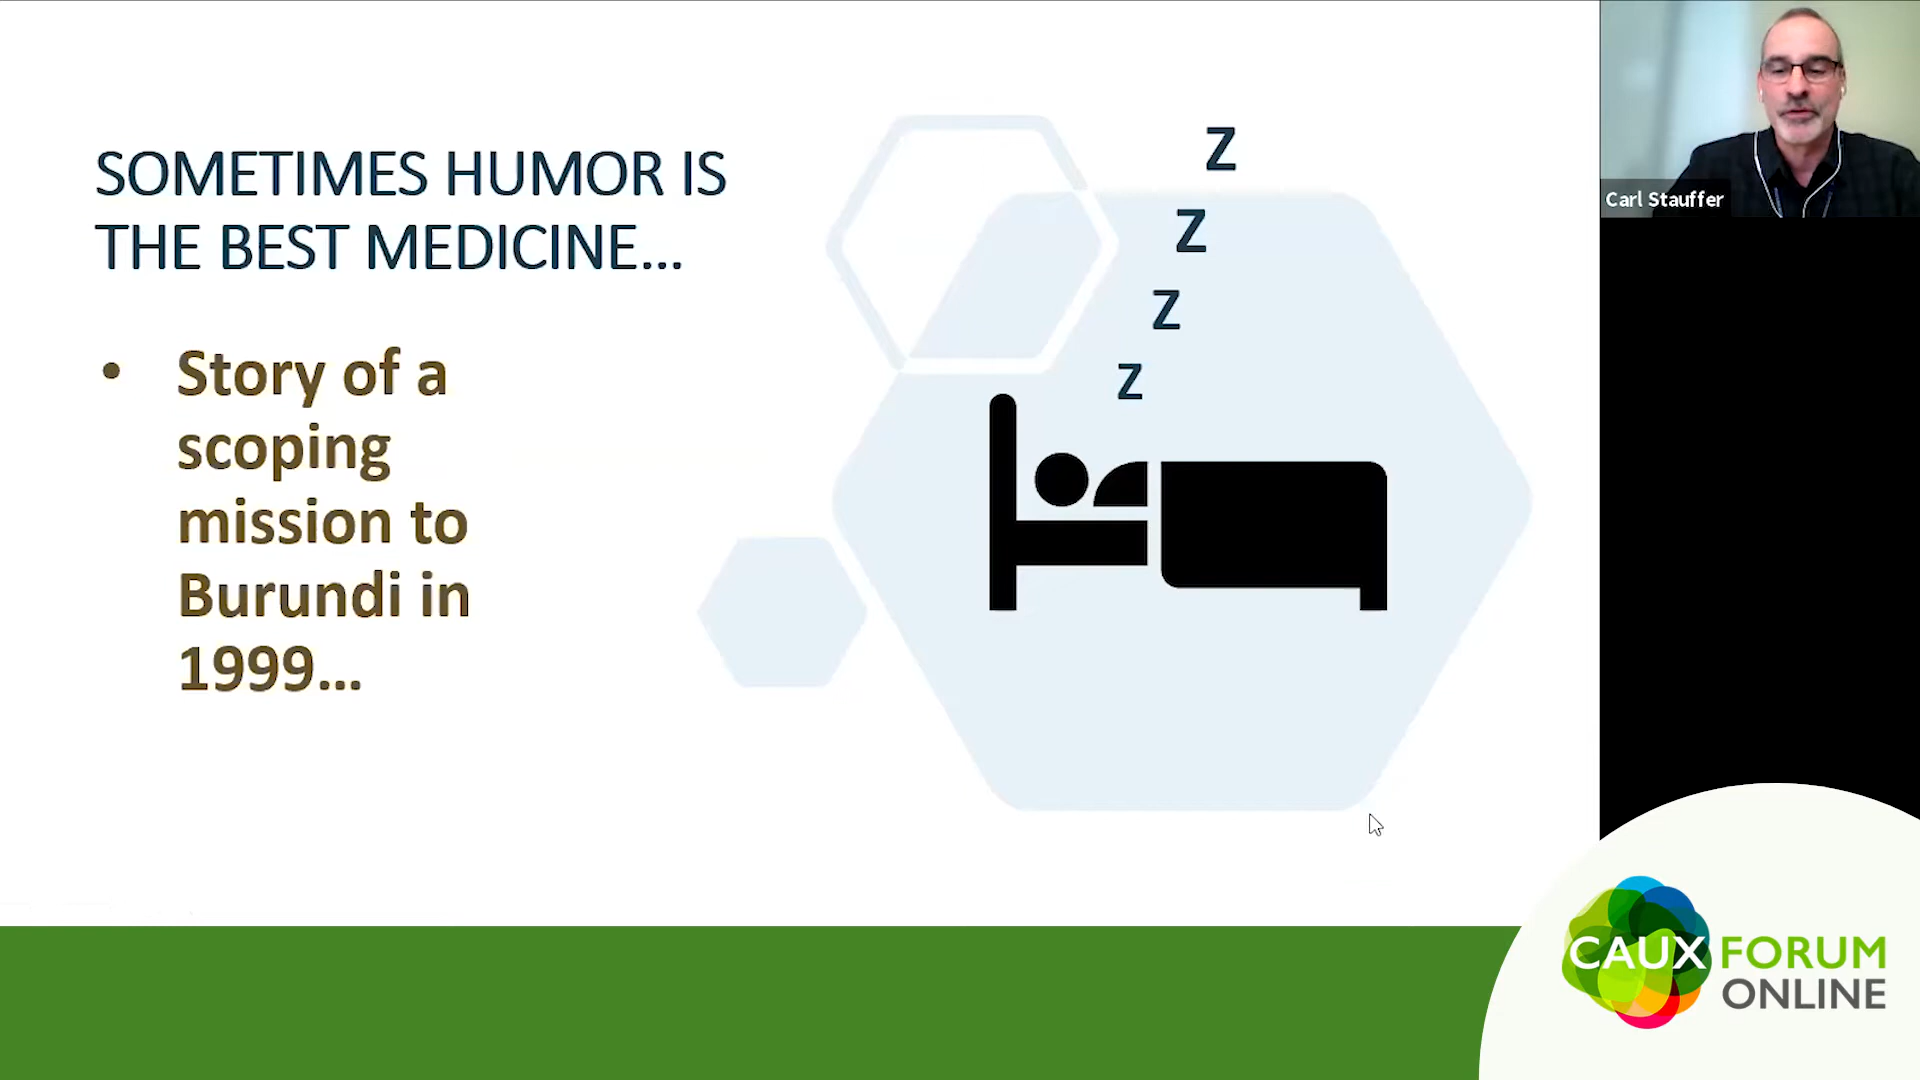 SOMETIMES HUMOR IS
THE BEST MEDICINE...
• Story of a
scoping
mission to
Burundi in
1999...
Z
Z
Z
Z
Carl Stauffer
CAUX FORUM
ONLINE